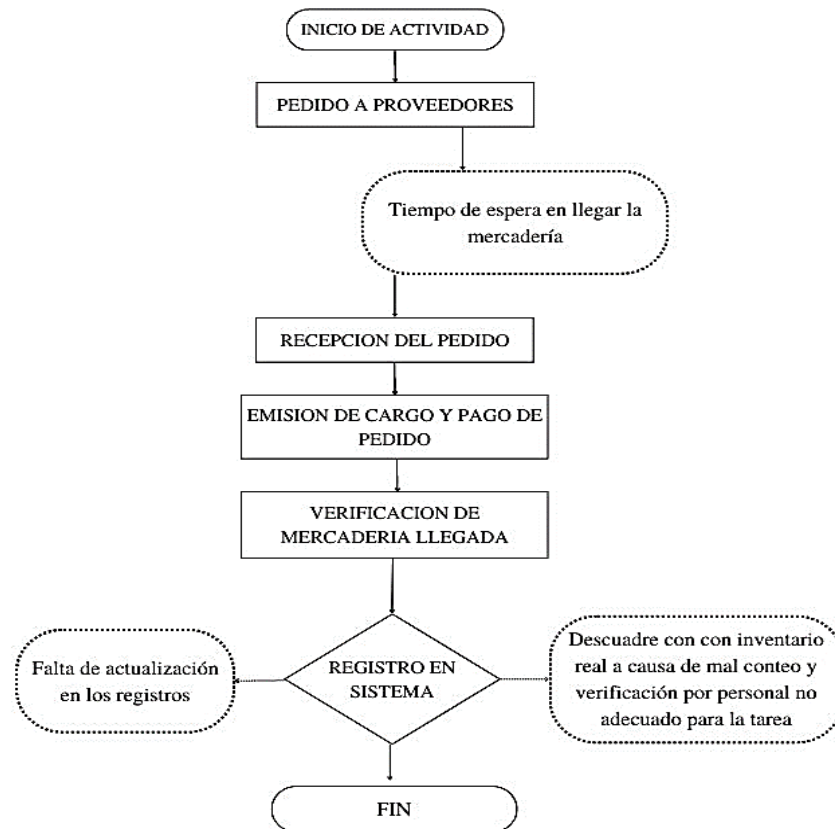 INICIO DE ACTIVIDAD
PEDIDO A PROVEEDORES
Tiempo de espera en llegar la
mercadería
RECEPCION DEL PEDIDO
EMISION DE CARGO Y PAGO DE
PEDIDO
VERIFICACION DE
MERCADERIA LLEGADA
Falta de actualización
en los registros
REGISTRO EN
SISTEMA
Descuadre con con inventario
real a causa de mal conteo y
verificación por personal no
adecuado para la tarea
FIN